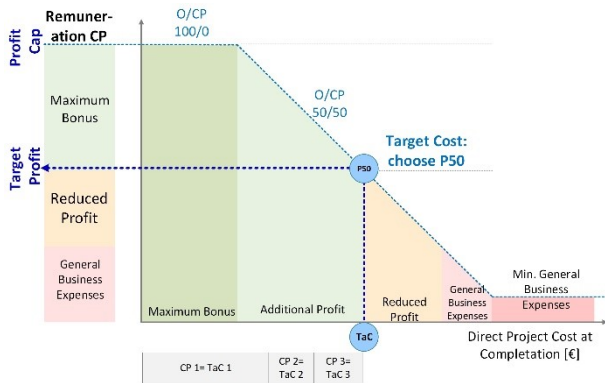 Remuner-
ation CP
Profit
Cap
O/CP
100/0
Maximum
Bonus
O/CP
50/50
Target Cost:
choose P50
Target
Profit
P50
Reduced
Profit
General
Business
Expenses
Maximum Bonus
Additional Profit
Reduced
Profit
General
Business
Expenses
Min. General
Business
Expenses
TaC
Direct Project Cost at
Completation [€]
CP 1= TaC 1
CP 2=
TaC 2
CP 3=
TaC 3